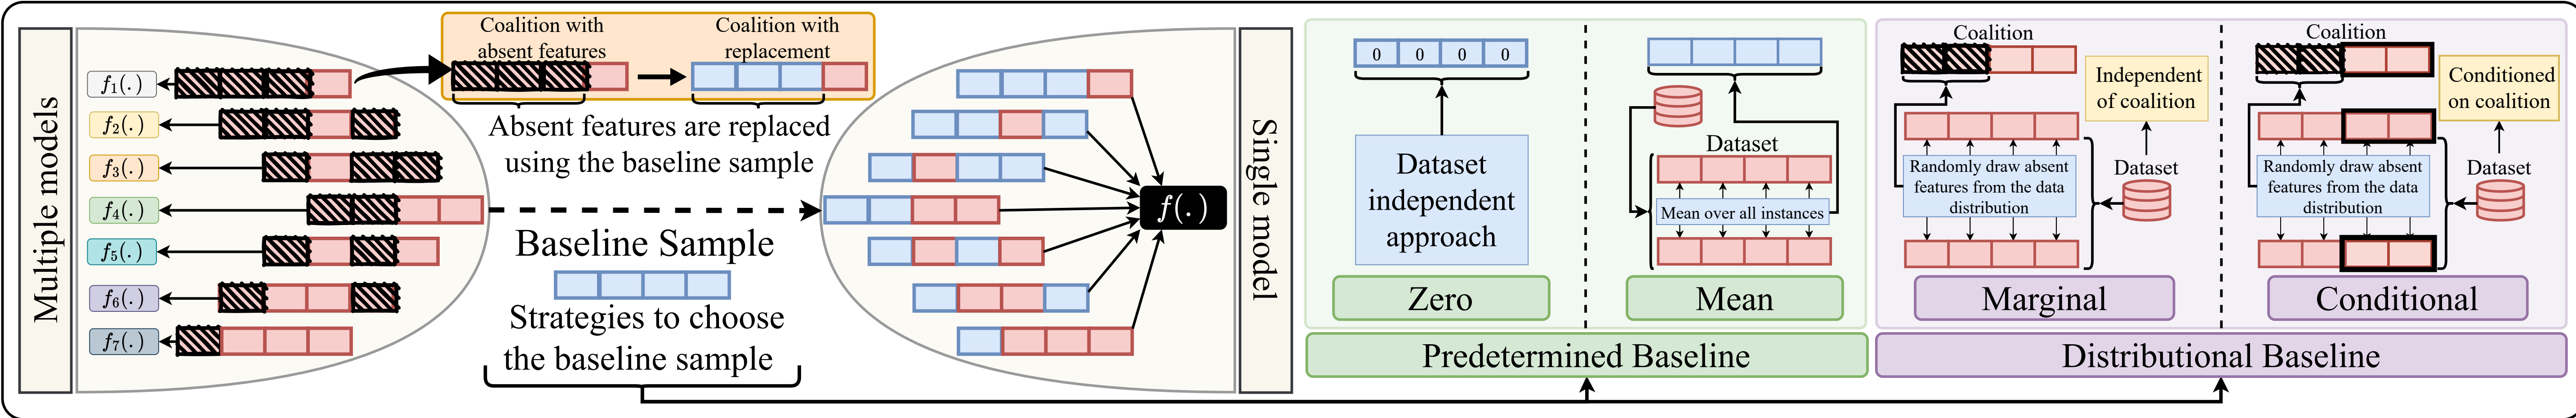 Multiple models
f₁(.)
f₂(.)
f₃(.)
f₄(.)
f₅(.)
f₆(.)
f₇(.)
Coalition with
absent features
Coalition with
replacement
Absent features are replaced
using the baseline sample
Baseline Sample
Strategies to choose
the baseline sample
f(.)
Single model
0 0 0 0
Dataset
independent
approach
Zero
Dataset
Mean over all instances
Mean
Predetermined Baseline
Coalition
Independent
of coalition
Randomly draw absent
features from the data
distribution
Dataset
Marginal
Coalition
Conditioned
on coalition
Randomly draw absent
features from the data
distribution
Dataset
Conditional
Distributional Baseline